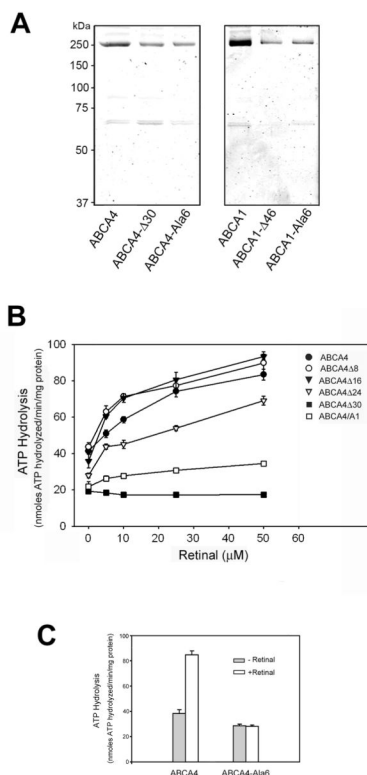 A
kDa
250
150
100
75
50
37
ABCA4
ABCA4-Δ30
ABCA4-Ala6
ABCA1
ABCA1-Δ46
ABCA1-Ala6
B
ATP Hydrolysis
(nmoles ATP hydrolyzed/min/mg protein)
100
80
60
40
20
0
0 10 20 30 40 50 60
Retinal (μM)
ABCA4
ABCA4Δ8
ABCA4Δ16
ABCA4Δ24
ABCA4Δ30
ABCA4/A1
C
ATP Hydrolysis
(nmoles ATP hydrolyzed/min/mg protein)
100
80
60
40
20
0
- Retinal
+Retinal
ABCA4 ABCA4-Ala6